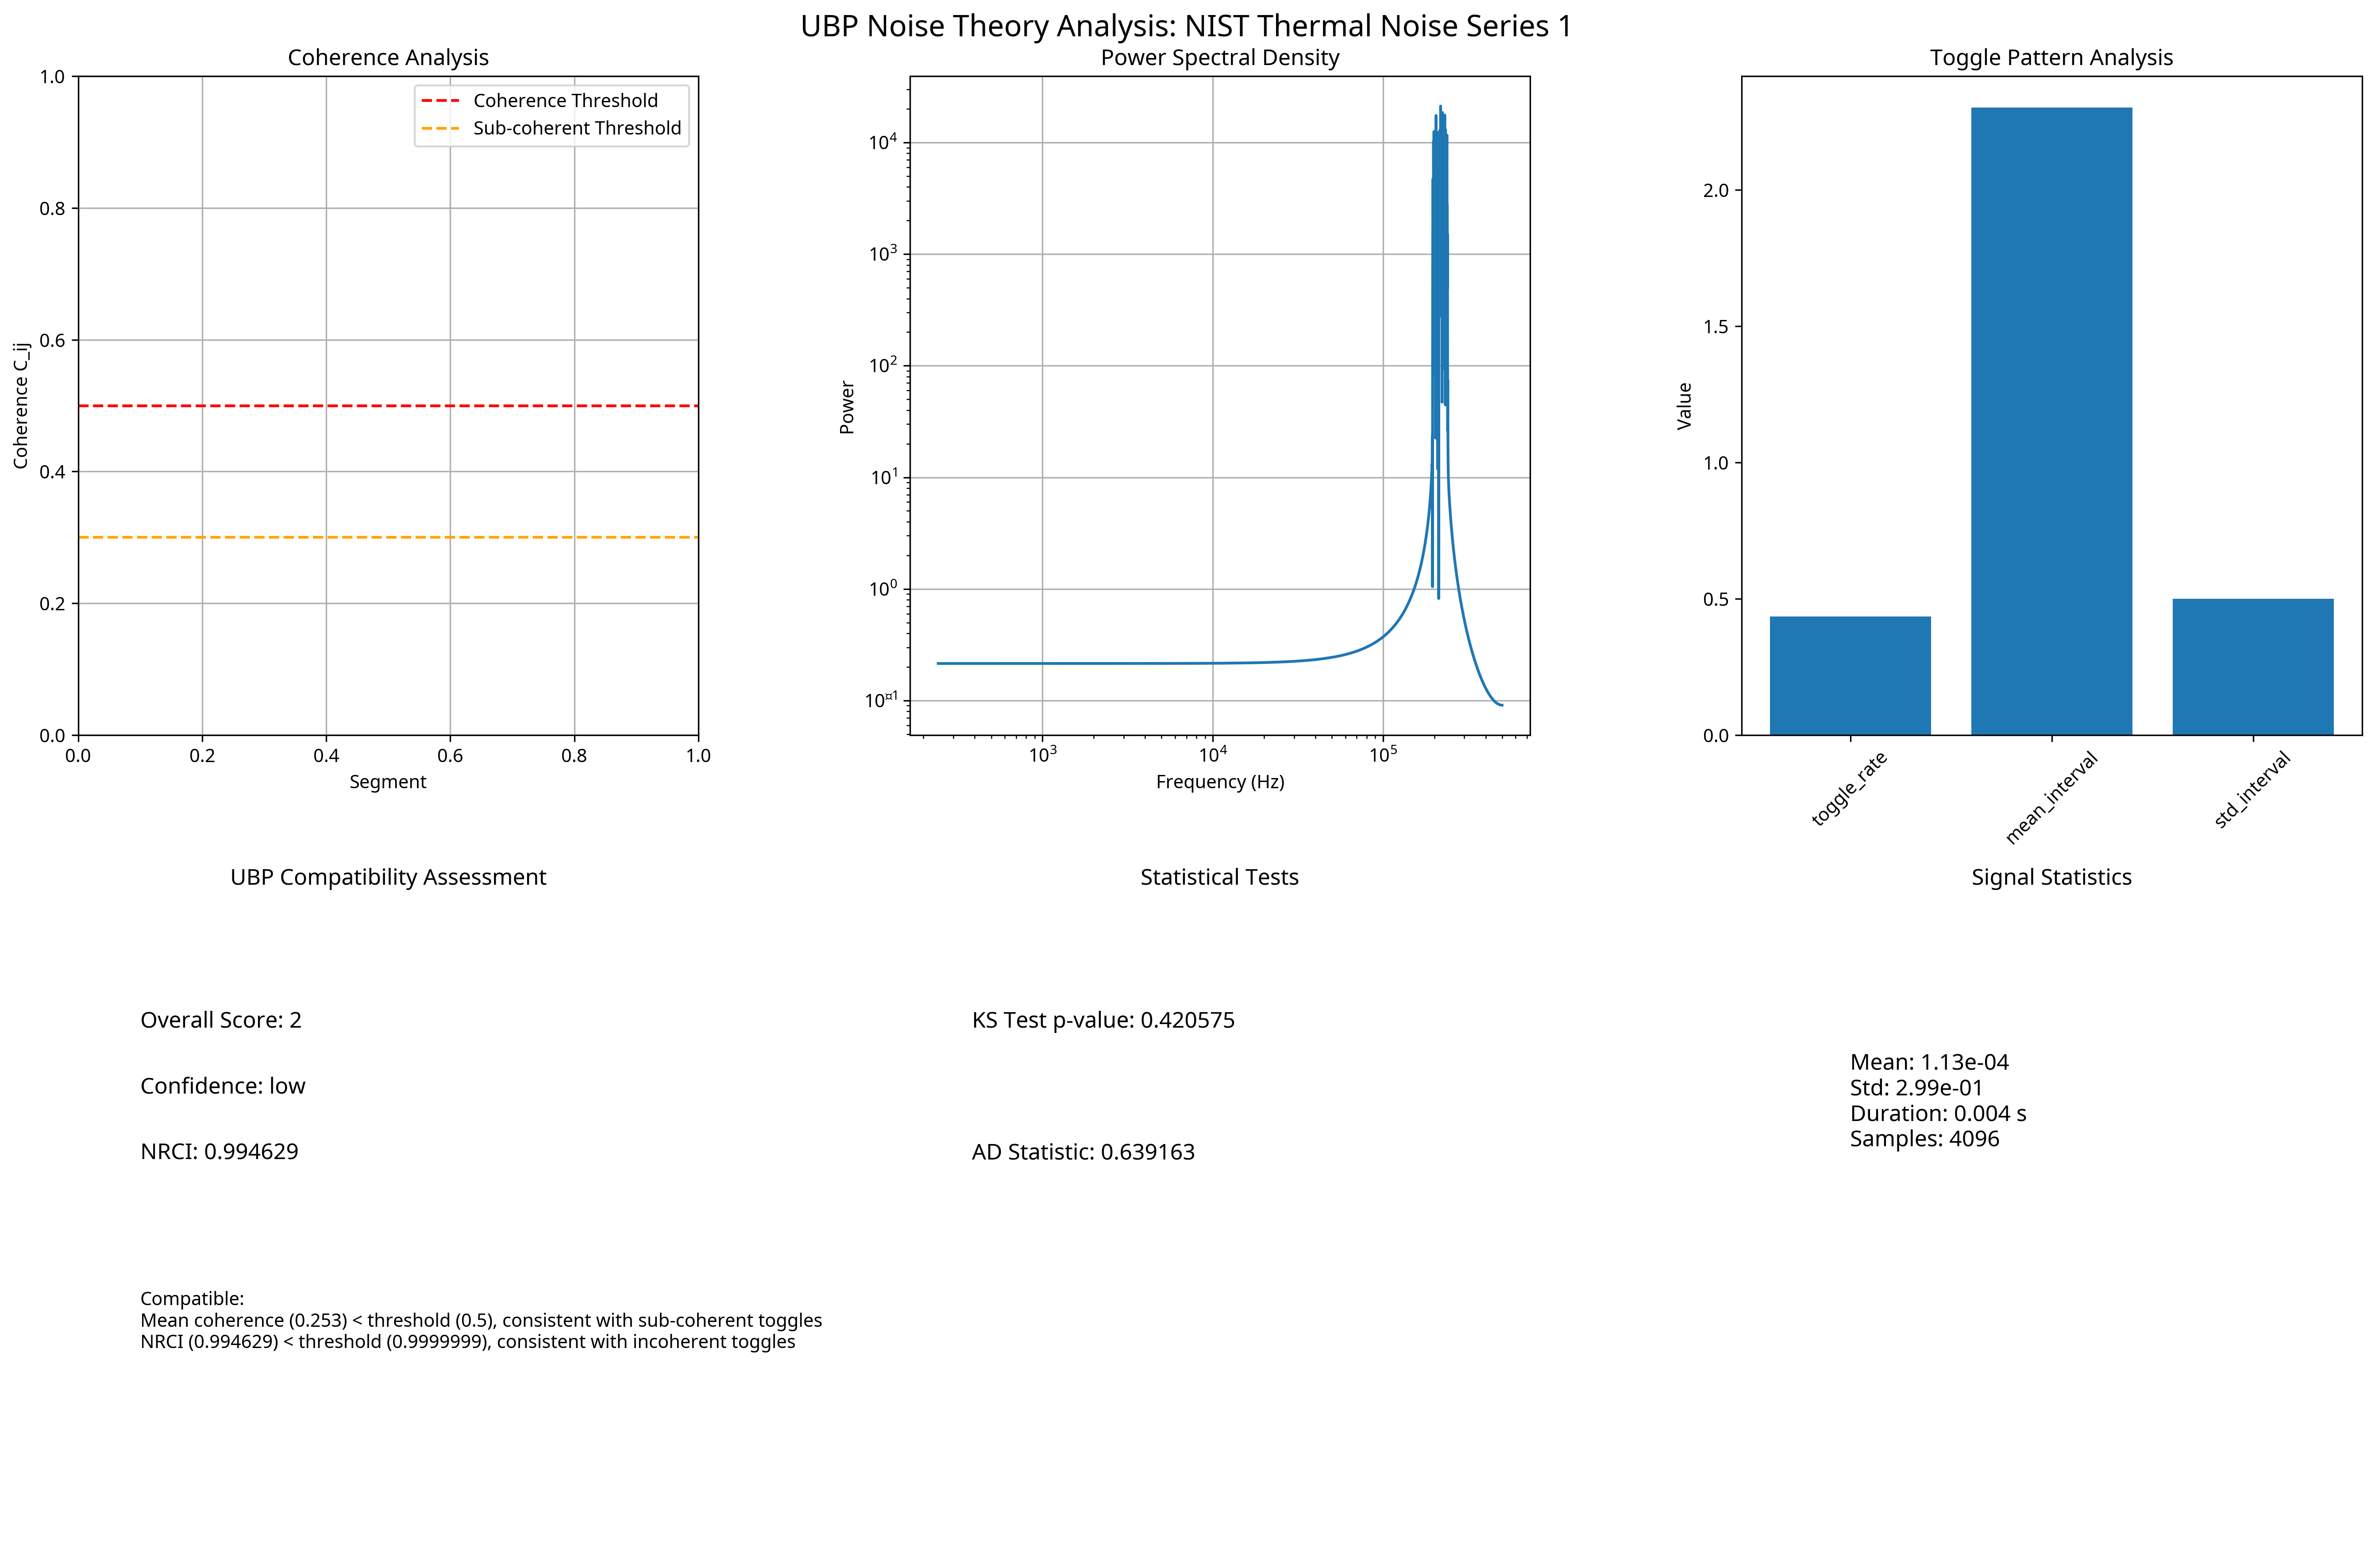 UBP Noise Theory Analysis: NIST Thermal Noise Series 1
Coherence Analysis
1.0
0.8
0.6
0.4
0.2
0.0
Coherence C_ij
Coherence Threshold
Sub-coherent Threshold
0.0 0.2 0.4 0.6 0.8 1.0
Segment
Power Spectral Density
10⁴
10³
10²
10¹
10⁰
10¤¹
Power
10³ 10⁴ 10⁵
Frequency (Hz)
Toggle Pattern Analysis
2.0
1.5
1.0
0.5
0.0
Value
toggle_rate
mean_interval
std_interval
UBP Compatibility Assessment
Overall Score: 2
Confidence: low
NRCI: 0.994629
Compatible:
Mean coherence (0.253) < threshold (0.5), consistent with sub-coherent toggles
NRCI (0.994629) < threshold (0.9999999), consistent with incoherent toggles
Statistical Tests
KS Test p-value: 0.420575
AD Statistic: 0.639163
Signal Statistics
Mean: 1.13e-04
Std: 2.99e-01
Duration: 0.004 s
Samples: 4096